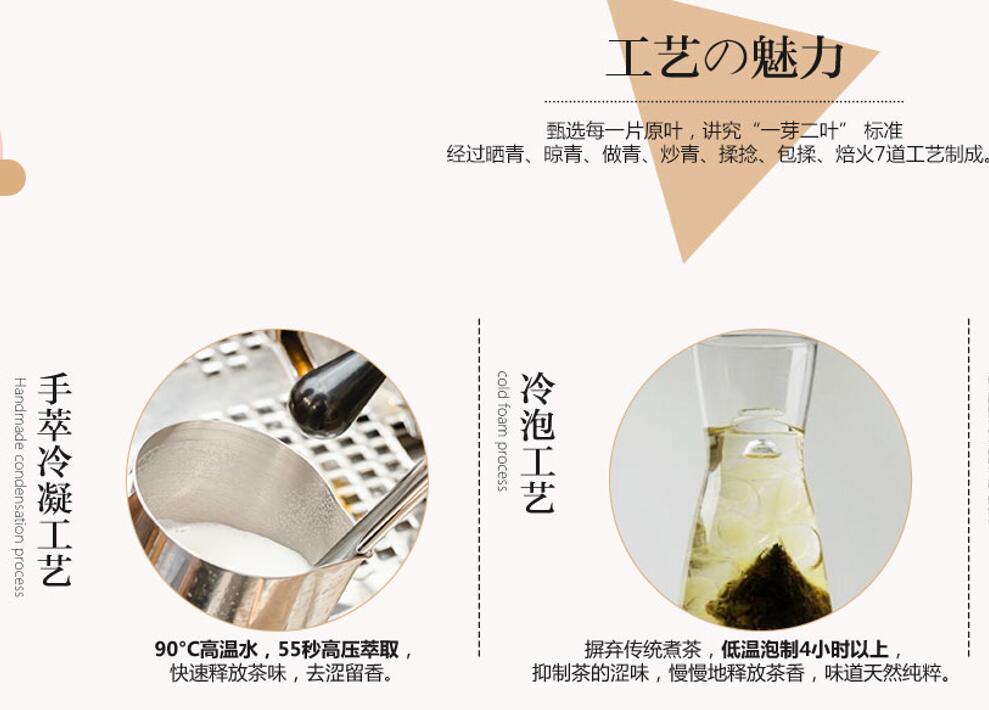 工艺の魅力
甄选每一片原叶，讲究“一芽二叶” 标准
经过晒青、晾青、做青、炒青、揉捻、包揉、焙火7道工艺制成。
手萃冷凝工艺
Handmade condensation process
90°C高温水，55秒高压萃取，
快速释放茶味，去涩留香。
冷泡工艺
cold foam process
摒弃传统煮茶，低温泡制4小时以上，
抑制茶的涩味，慢慢地释放茶香，味道天然纯粹。